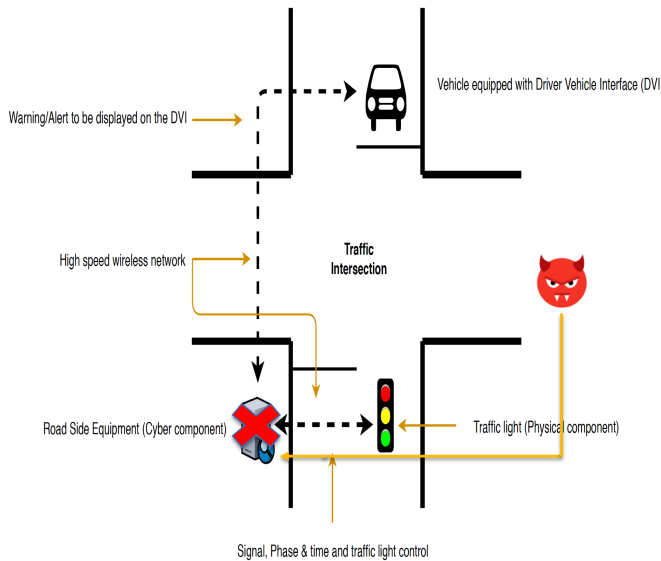 Vehicle equipped with Driver Vehicle Interface (DVI
Warning/Alert to be displayed on the DVI
Traffic
Intersection
High speed wireless network
Road Side Equipment (Cyber component)
Traffic light (Physical component)
Signal, Phase & time and traffic light control